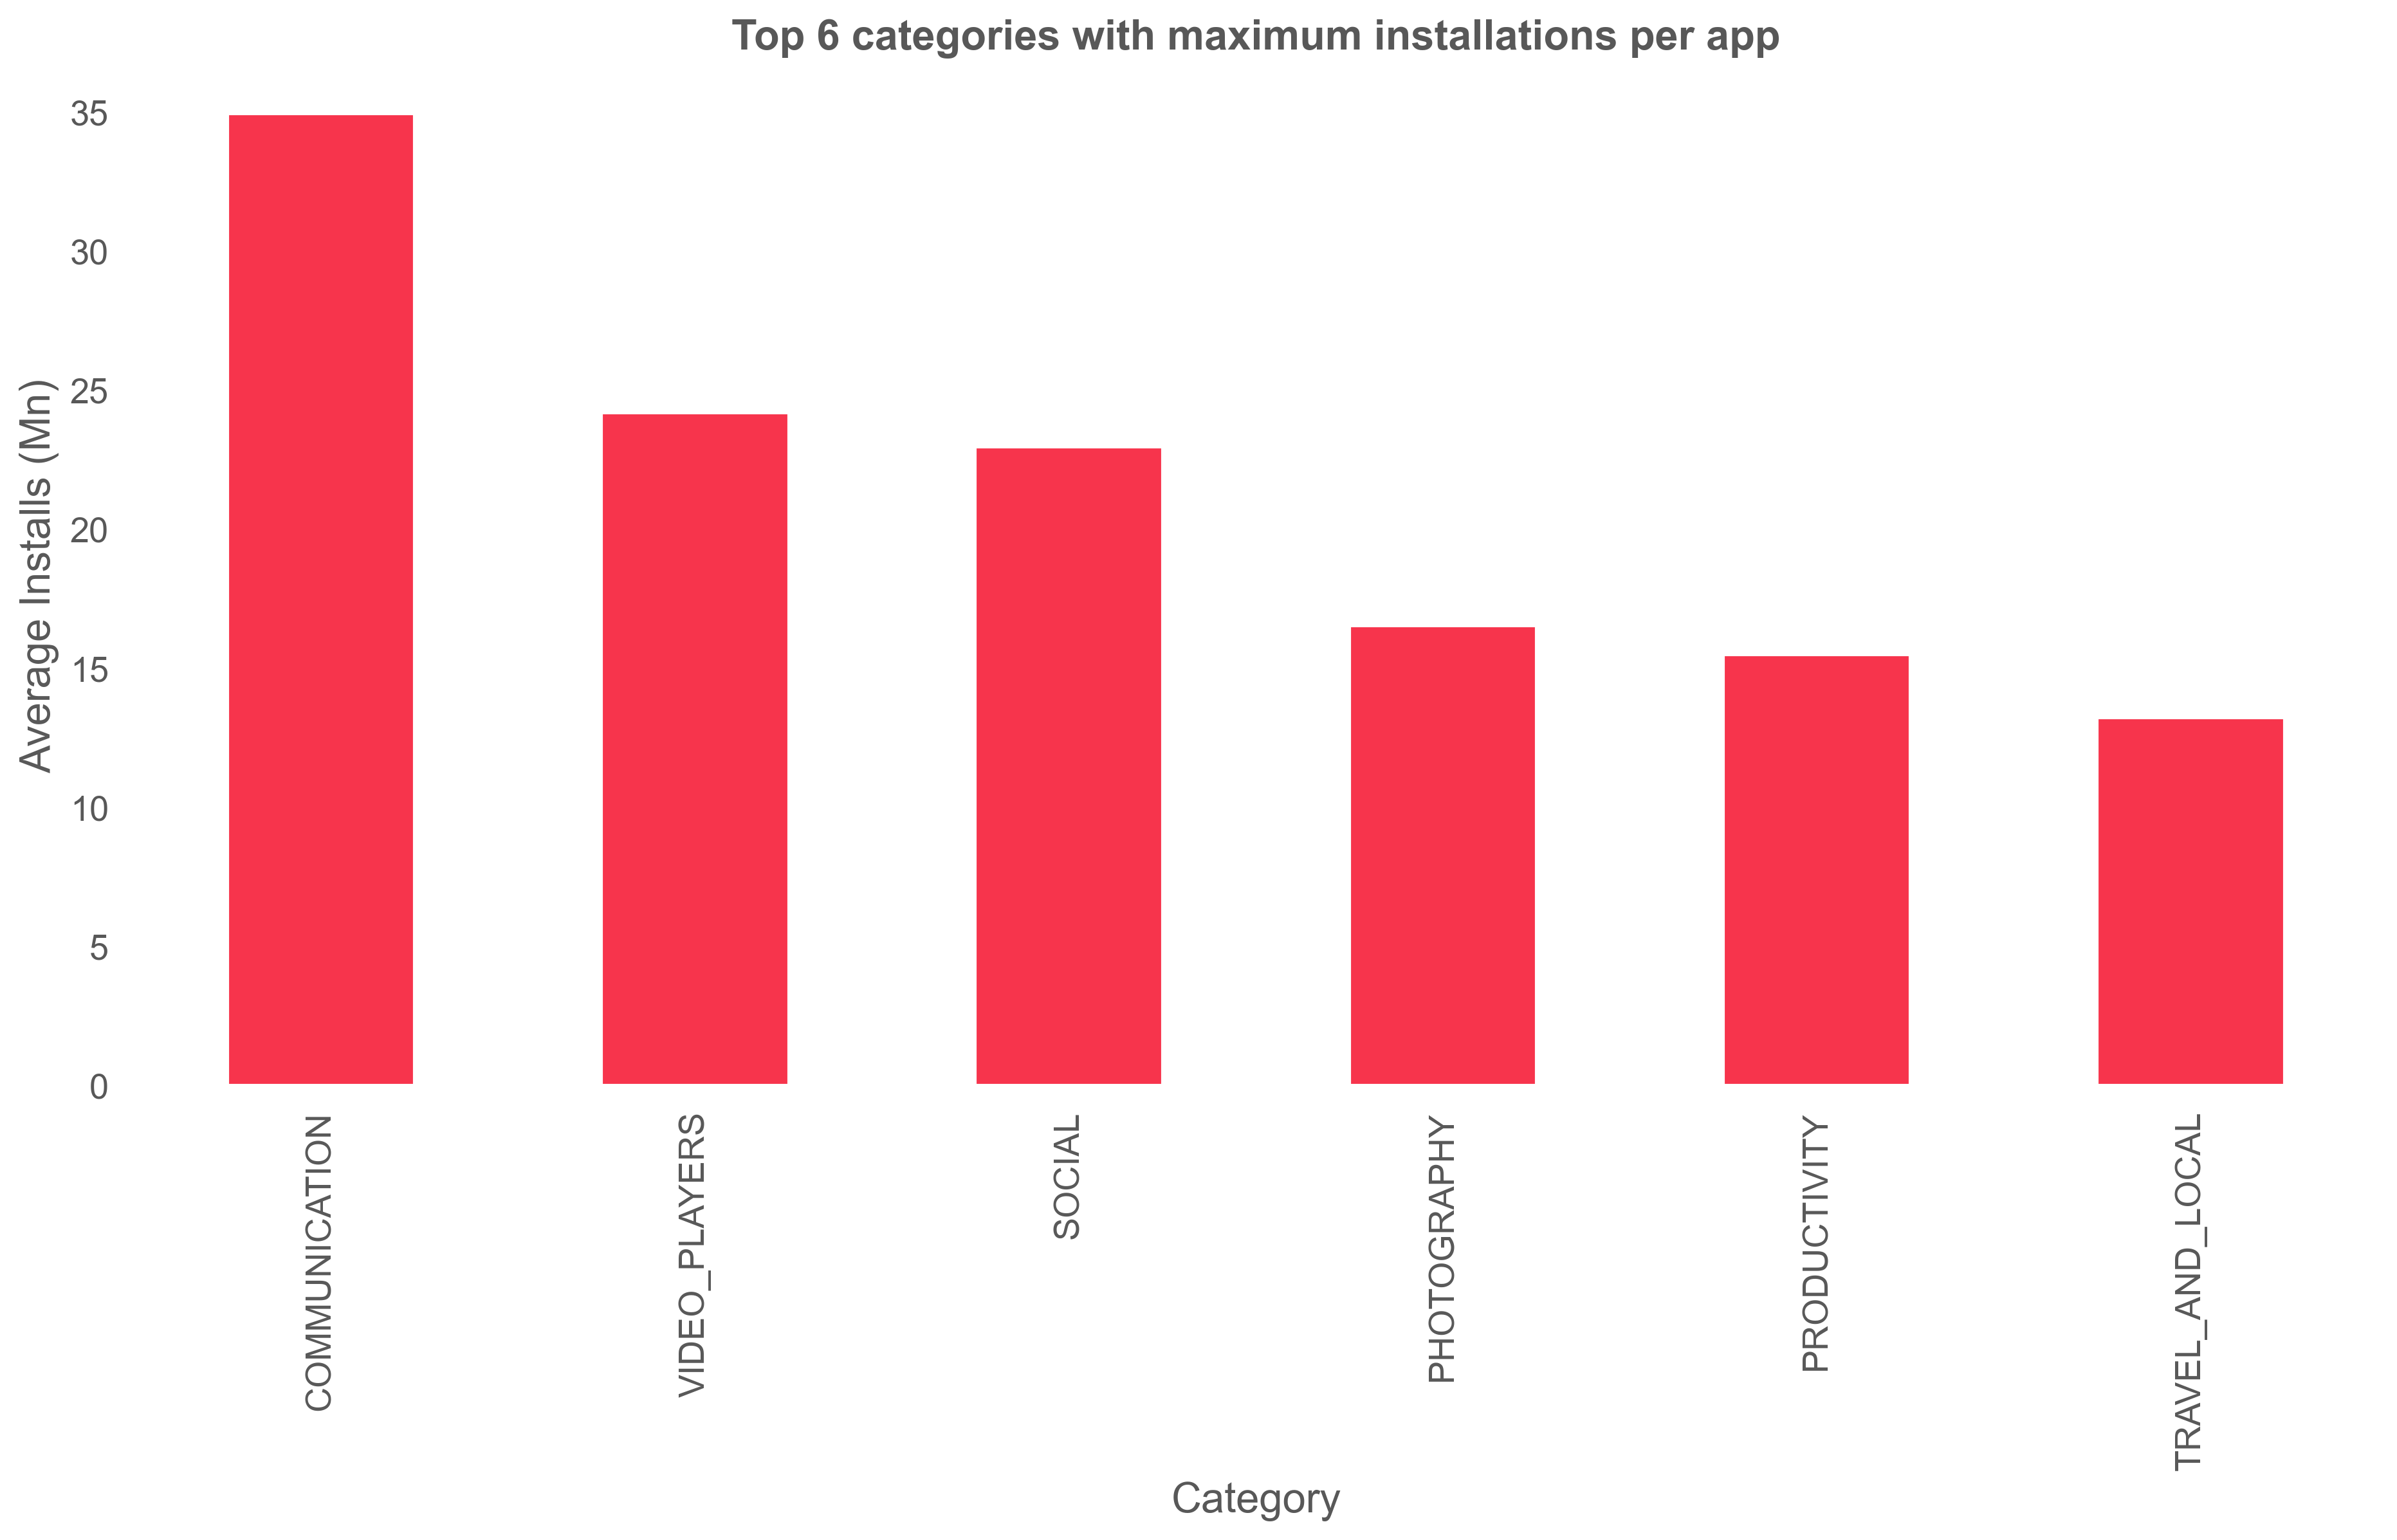 Top 6 categories with maximum installations per app
Average Installs (Mn)
35
30
25
20
15
10
5
0
COMMUNICATION
VIDEO_PLAYERS
SOCIAL
PHOTOGRAPHY
PRODUCTIVITY
TRAVEL_AND_LOCAL
Category